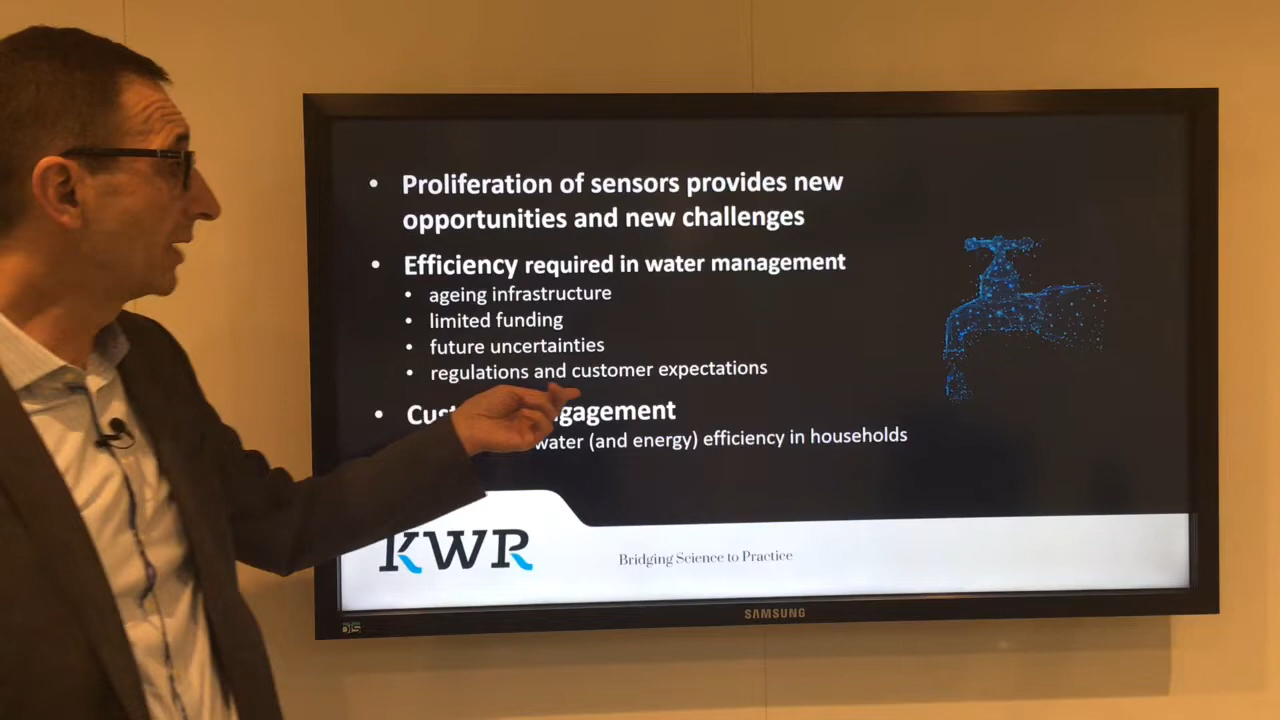 • Proliferation of sensors provides new
opportunities and new challenges
• Efficiency required in water management
• ageing infrastructure
• limited funding
• future uncertainties
• regulations and customer expectations
• Cust gagement
water (and energy) efficiency in households
KWR
Bridging Science to Practice
SAMSUNG